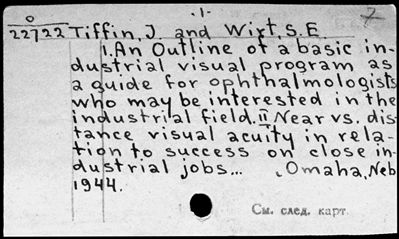 ·1·
7
0
22722 Tiffin, J. and Wirt, S. E.
I. An Outline of a basic in-
dustrial visual program as
a guide for ophthalmologists
who may be interested in the
industrial field. II Near vs. dis-
tance visual acuity in rela-
tion to success on close in-
dustrial jobs... , Omaha, Neb
1944.
См. след. карт.